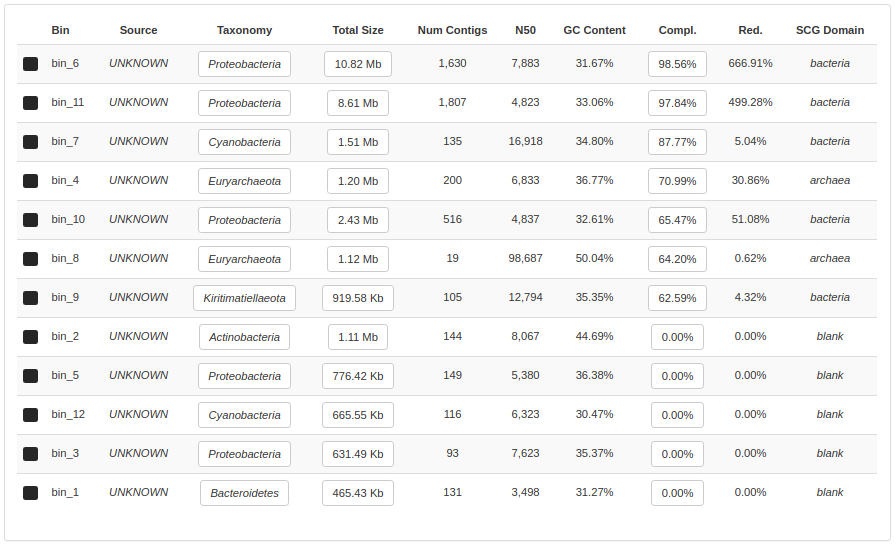 Bin Source Taxonomy Total Size Num Contigs N50 GC Content Compl. Red. SCG Domain
bin_6 UNKNOWN Proteobacteria 10.82 Mb 1,630 7,883 31.67% 98.56% 666.91% bacteria
bin_11 UNKNOWN Proteobacteria 8.61 Mb 1,807 4,823 33.06% 97.84% 499.28% bacteria
bin_7 UNKNOWN Cyanobacteria 1.51 Mb 135 16,918 34.80% 87.77% 5.04% bacteria
bin_4 UNKNOWN Euryarchaeota 1.20 Mb 200 6,833 36.77% 70.99% 30.86% archaea
bin_10 UNKNOWN Proteobacteria 2.43 Mb 516 4,837 32.61% 65.47% 51.08% bacteria
bin_8 UNKNOWN Euryarchaeota 1.12 Mb 19 98,687 50.04% 64.20% 0.62% archaea
bin_9 UNKNOWN Kiritimatiellaeota 919.58 Kb 105 12,794 35.35% 62.59% 4.32% bacteria
bin_2 UNKNOWN Actinobacteria 1.11 Mb 144 8,067 44.69% 0.00% 0.00% blank
bin_5 UNKNOWN Proteobacteria 776.42 Kb 149 5,380 36.38% 0.00% 0.00% blank
bin_12 UNKNOWN Cyanobacteria 665.55 Kb 116 6,323 30.47% 0.00% 0.00% blank
bin_3 UNKNOWN Proteobacteria 631.49 Kb 93 7,623 35.37% 0.00% 0.00% blank
bin_1 UNKNOWN Bacteroidetes 465.43 Kb 131 3,498 31.27% 0.00% 0.00% blank